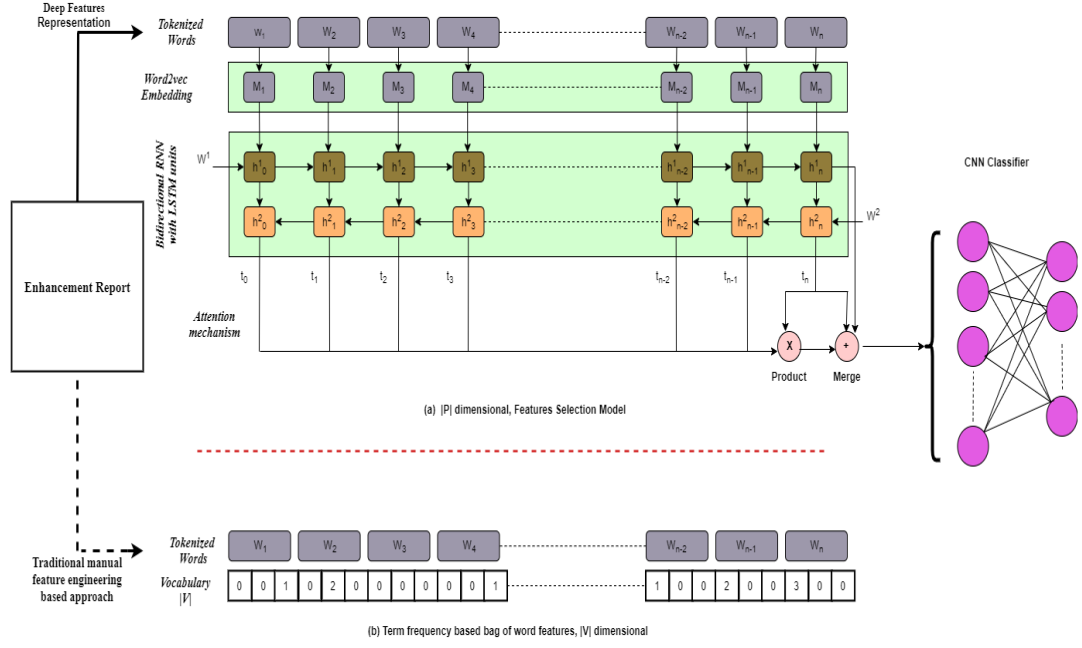 Deep Features
Representation
Tokenized
Words
w1 W2 W3 W4 Wn-2 Wn-1 Wn
Word2vec
Embedding
M1 M2 M3 M4 Mn-2 Mn-1 Mn
Bidirectional RNN
with LSTM units
W1
h10 h11 h12 h13 h1n-2 h1n-1 h1n
h20 h21 h22 h23 h2n-2 h2n-1 h2n
W2
CNN Classifier
t0 t1 t2 t3 tn-2 tn-1 tn
Enhancement Report
Attention
mechanism
X +
Product Merge
(a) |P| dimensional, Features Selection Model
Tokenized
Words
W1 W2 W3 W4 Wn-2 Wn-1 Wn
Traditional manual
feature engineering
based approach
Vocabulary
|V|
0 0 1 0 2 0 0 0 0 0 0 1 1 0 0 2 0 0 3 0 0
(b) Term frequency based bag of word features, |V| dimensional